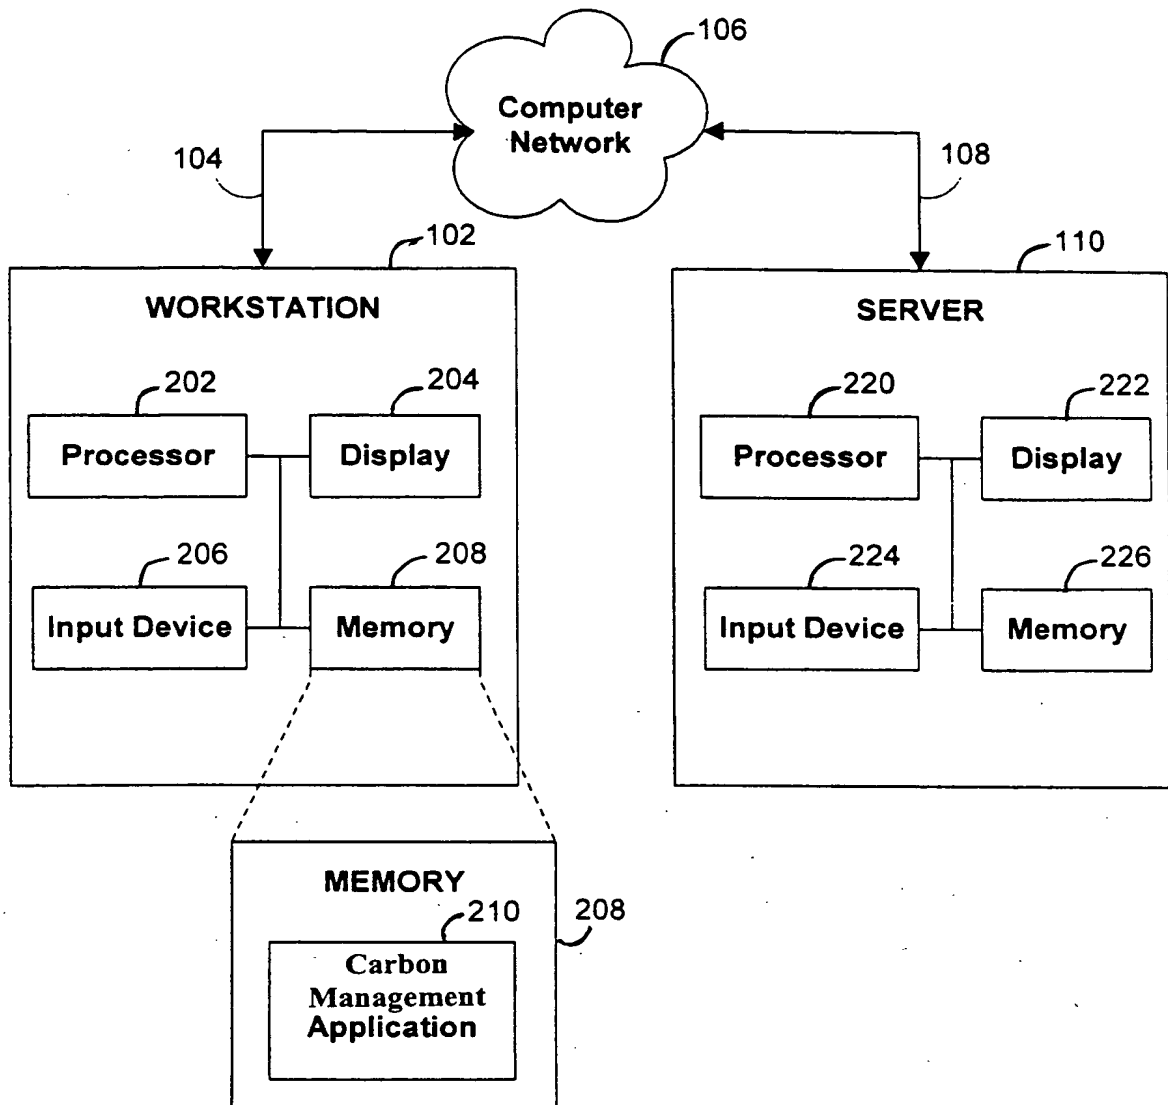 106
Computer
Network
104
108
102
110
WORKSTATION
SERVER
202
204
220
222
Processor
Display
Processor
Display
206
208
224
226
Input Device
Memory
Input Device
Memory
MEMORY
210
208
Carbon
Management
Application